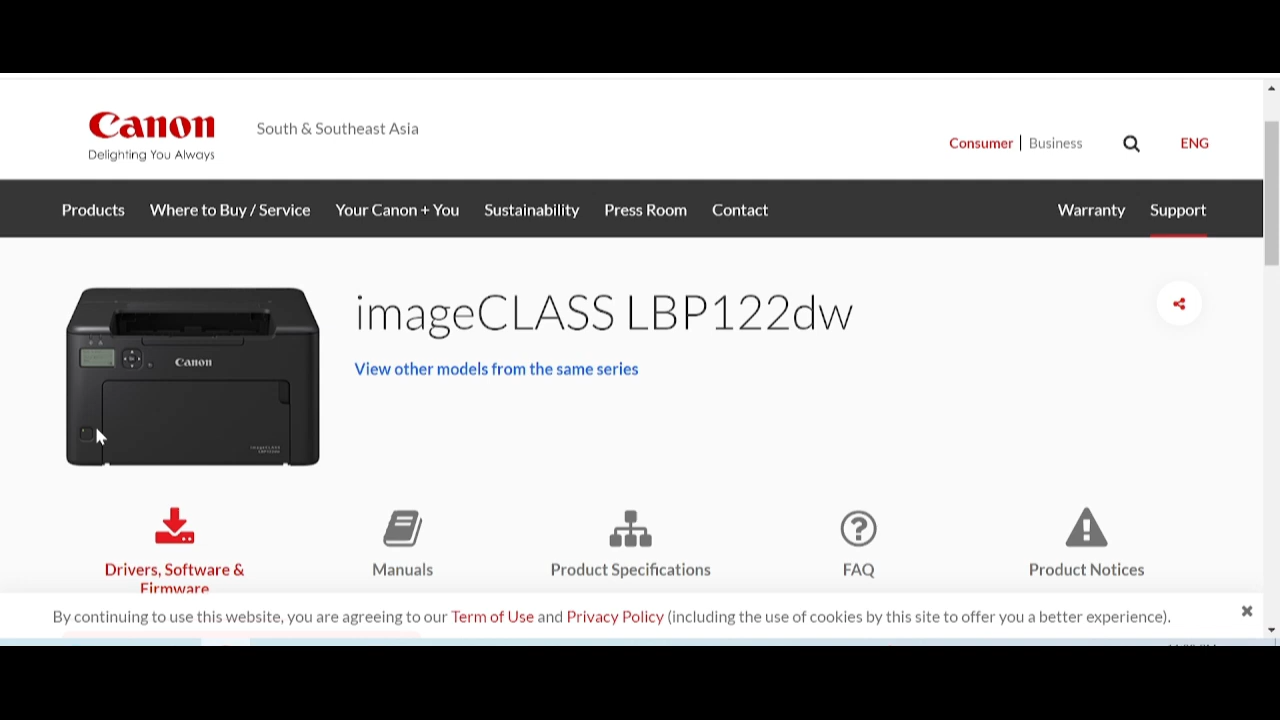 Canon
Delighting You Always
South & Southeast Asia
Consumer | Business
ENG
Products
Where to Buy / Service
Your Canon + You
Sustainability
Press Room
Contact
Warranty
Support
Canon
imageCLASS LBP122dw
View other models from the same series
Drivers, Software &
Firmware
Manuals
Product Specifications
FAQ
Product Notices
By continuing to use this website, you are agreeing to our Term of Use and Privacy Policy (including the use of cookies by this site to offer you a better experience).